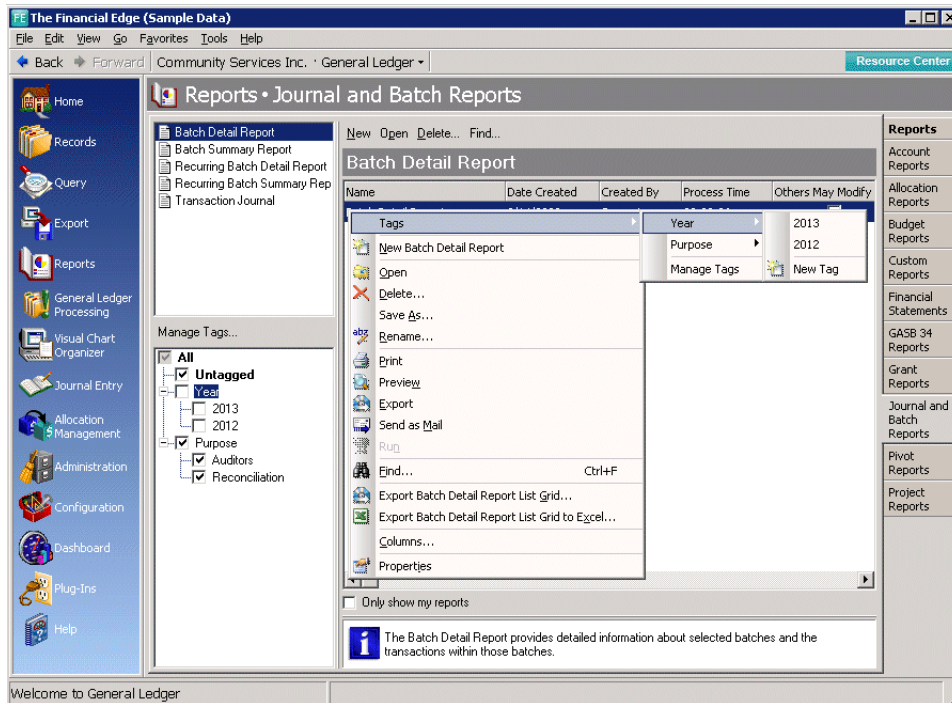 The Financial Edge (Sample Data)
File Edit View Go Favorites Tools Help
Back Forward Community Services Inc. · General Ledger
Resource Center
Home
Records
Query
Export
Reports
General Ledger
Processing
Visual Chart
Organizer
Journal Entry
Allocation
Management
Administration
Configuration
Dashboard
Plug-Ins
Help
Reports • Journal and Batch Reports
Batch Detail Report
Batch Summary Report
Recurring Batch Detail Report
Recurring Batch Summary Rep
Transaction Journal
Manage Tags...
All
Untagged
Year
2013
2012
Purpose
Auditors
Reconciliation
New Open Delete... Find...
Batch Detail Report
Name Date Created Created By Process Time Others May Modify
Tags
New Batch Detail Report
Open
Delete...
Save As...
Rename...
Print
Preview
Export
Send as Mail
Run
Find... Ctrl+F
Export Batch Detail Report List Grid...
Export Batch Detail Report List Grid to Excel...
Columns...
Properties
Year
Purpose
Manage Tags
2013
2012
New Tag
Only show my reports
The Batch Detail Report provides detailed information about selected batches and the
transactions within those batches.
Reports
Account
Reports
Allocation
Reports
Budget
Reports
Custom
Reports
Financial
Statements
GASB 34
Reports
Grant
Reports
Journal and
Batch
Reports
Pivot
Reports
Project
Reports
Welcome to General Ledger